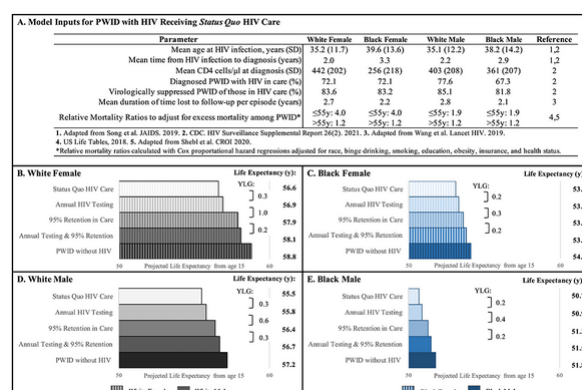 A. Model Inputs for PWID with HIV Receiving Status Quo HIV Care
Parameter White Female Black Female White Male Black Male Reference
Mean age at HIV infection, years (SD) 35.2 (11.7) 39.6 (13.6) 35.1 (12.2) 38.2 (14.2) 1,2
Mean time from HIV infection to diagnosis (years) 2.0 3.3 2.2 2.9 1,2
Mean CD4 cells/µl at diagnosis (SD) 442 (202) 256 (218) 403 (208) 361 (207) 2
Diagnosed PWID with HIV in care (%) 72.1 72.1 77.6 67.3 2
Virologically suppressed PWID of those in HIV care (%) 83.6 83.2 85.1 81.8 2
Mean duration of time lost to follow-up per episode (years) 2.7 2.2 2.8 2.1 3
Relative Mortality Ratios to adjust for excess mortality among PWID* ≤55y: 4.0 ≤55y: 4.0 ≤55y: 1.9 ≤55y: 1.9 4,5
>55y: 1.2 >55y: 1.2 >55y: 1.2 >55y: 1.2
1. Adapted from Song et al. JAIDS. 2019. 2. CDC. HIV Surveillance Supplemental Report 26(2). 2021. 3. Adapted from Wang et al. Lancet HIV. 2019.
4. US Life Tables, 2018. 5. Adapted from Shebl et al. CROI 2020.
*Relative mortality ratios calculated with Cox proportional hazard regressions adjusted for race, binge drinking, smoking, education, obesity, insurance, and health status.
B. White Female Life Expectancy (y):
YLG:
Status Quo HIV Care 56.6
0.3
Annual HIV Testing 56.9
1.0
95% Retention in Care 57.9
0.2
Annual Testing & 95% Retention 58.1
PWID without HIV 58.8
50 Projected Life Expectancy from age 15 60
C. Black Female Life Expectancy (y):
YLG:
Status Quo HIV Care 53.
0.2
Annual HIV Testing 53.
0.3
95% Retention in Care 53.
0.2
Annual Testing & 95% Retention 53.
PWID without HIV 54.
50 Projected Life Expectancy from age 15 60
D. White Male Life Expectancy (y):
YLG:
Status Quo HIV Care 55.5
0.3
Annual HIV Testing 55.8
0.6
95% Retention in Care 56.4
0.3
Annual Testing & 95% Retention 56.7
PWID without HIV 57.2
50 Projected Life Expectancy from age 15 60
E. Black Male Life Expectancy (y):
YLG:
Status Quo HIV Care 50.
0.2
Annual HIV Testing 50.
0.4
95% Retention in Care 51.
0.2
Annual Testing & 95% Retention 51.
PWID without HIV 51.
50 Projected Life Expectancy from age 15 60